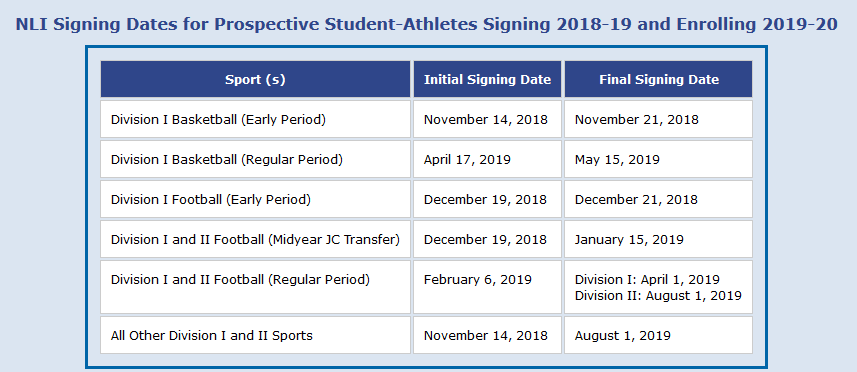 NLI Signing Dates for Prospective Student-Athletes Signing 2018-19 and Enrolling 2019-20
Sport (s) Initial Signing Date Final Signing Date
Division I Basketball (Early Period) November 14, 2018 November 21, 2018
Division I Basketball (Regular Period) April 17, 2019 May 15, 2019
Division I Football (Early Period) December 19, 2018 December 21, 2018
Division I and II Football (Midyear JC Transfer) December 19, 2018 January 15, 2019
Division I and II Football (Regular Period) February 6, 2019 Division I: April 1, 2019
Division II: August 1, 2019
All Other Division I and II Sports November 14, 2018 August 1, 2019